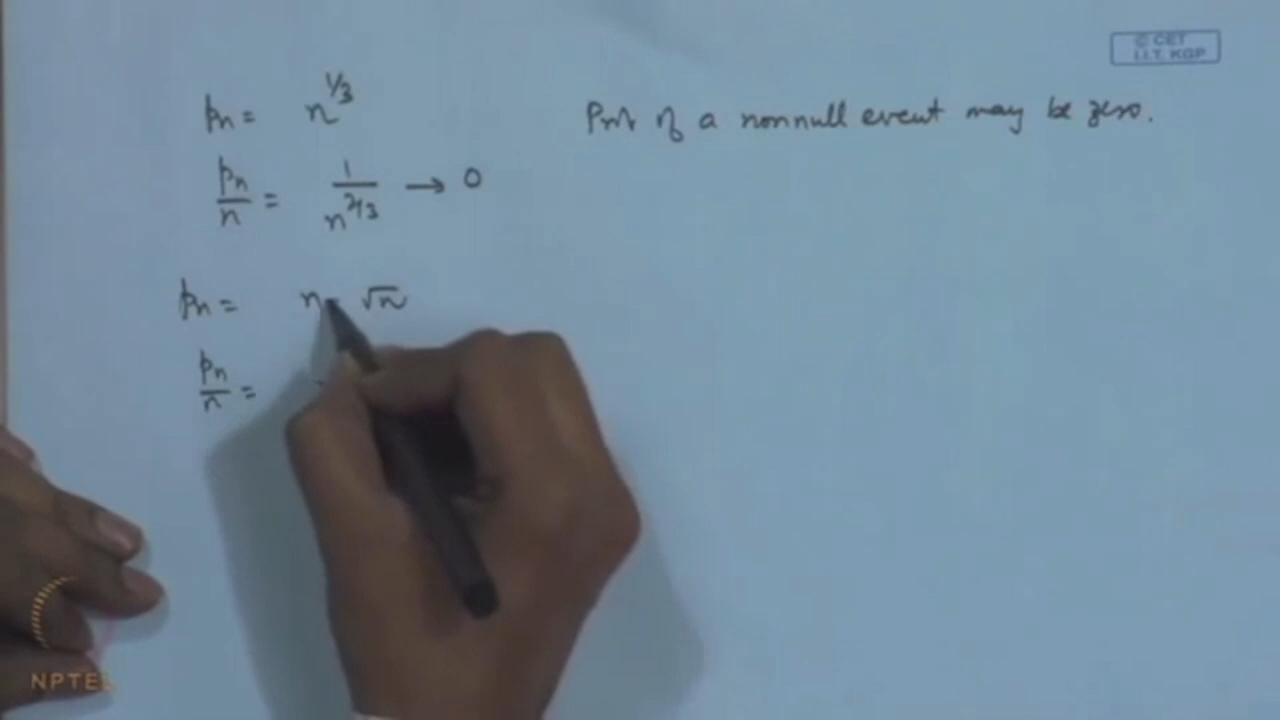 © CET
I.I.T. KGP
pₙ = n^{1/3}
Prob of a nonnull event may be zero.
pₙ/n = 1/n^{2/3} → 0
pₙ = n - √n
pₙ/n =
NPTEL